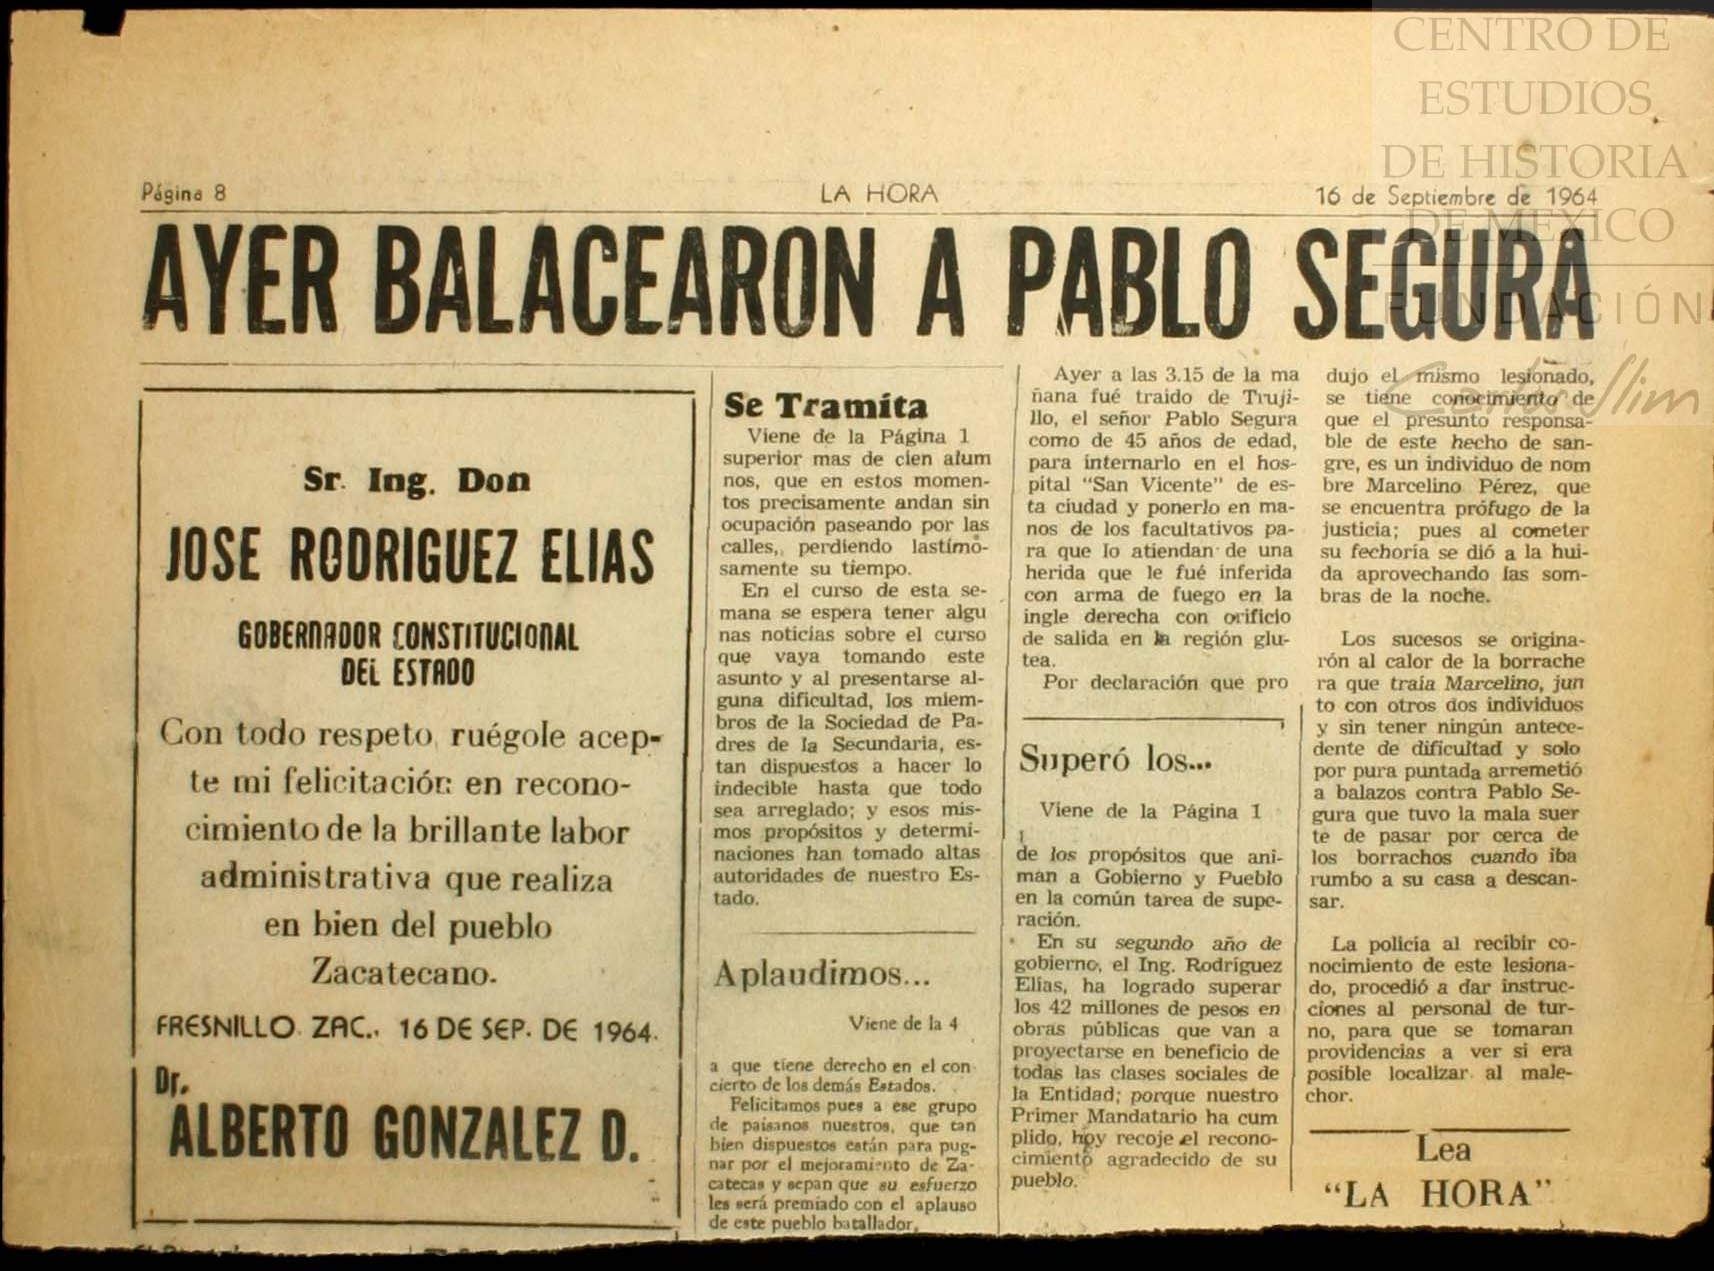 CENTRO DE
ESTUDIOS
DE HISTORIA
DE MEXICO
FUNDACIÓN
Carlos Slim
Página 8
LA HORA
16 de Septiembre de 1964
AYER BALACEARON A PABLO SEGURA
Sr. Ing. Don
JOSE RODRIGUEZ ELIAS
GOBERNADOR CONSTITUCIONAL
DEL ESTADO
Con todo respeto, ruégole acep-
te mi felicitación en recono-
cimiento de la brillante labor
administrativa que realiza
en bien del pueblo
Zacatecano.
FRESNILLO. ZAC., 16 DE SEP. DE 1964.
Dr.
ALBERTO GONZALEZ D.
Se Tramita
Viene de la Página 1
superior mas de cien alum
nos, que en estos momen-
tos precisamente andan sin
ocupación paseando por las
calles, perdiendo lastímo-
samente su tiempo.
En el curso de esta se-
mana se espera tener algu
nas noticias sobre el curso
que vaya tomando este
asunto y al presentarse al-
guna dificultad, los miem-
bros de la Sociedad de Pa-
dres de la Secundaria, es-
tan dispuestos a hacer lo
indecible hasta que todo
sea arreglado; y esos mis-
mos propósitos y determi-
naciones han tomado altas
autoridades de nuestro Es-
tado.
Aplaudimos...
Viene de la 4
a que tiene derecho en el con
cierto de los demás Estados.
Felicitamos pues a ese grupo
de paisanos nuestros, que tan
bien dispuestos están para pug-
nar por el mejoramiento de Za-
catecas y sepan que su esfuerzo
les será premiado con el aplauso
de este pueblo batallador.
Ayer a las 3.15 de la ma
ñana fué traido de Truji-
llo, el señor Pablo Segura
como de 45 años de edad,
para internarlo en el hos-
pital "San Vicente" de es-
ta ciudad y ponerlo en ma-
nos de los facultativos pa-
ra que lo atiendan de una
herida que le fué inferida
con arma de fuego en la
ingle derecha con orificio
de salida en la región glu-
tea.
Por declaración que pro
Superó los...
Viene de la Página 1
de los propósitos que ani-
man a Gobierno y Pueblo
en la común tarea de supe-
ración.
En su segundo año de
gobierno, el Ing. Rodríguez
Elías, ha logrado superar
los 42 millones de pesos en
obras públicas que van a
proyectarse en beneficio de
todas las clases sociales de
la Entidad; porque nuestro
Primer Mandatario ha cum
plido, hoy recoje el recono-
cimiento agradecido de su
pueblo.
dujo el mismo lesionado,
se tiene conocimiento de
que el presunto responsa-
ble de este hecho de san-
gre, es un individuo de nom
bre Marcelino Pérez, que
se encuentra prófugo de la
justicia; pues al cometer
su fechoría se dió a la hui-
da aprovechando las som-
bras de la noche.
Los sucesos se origina-
rón al calor de la borrache
ra que traía Marcelino, jun
to con otros dos individuos
y sin tener ningún antece-
dente de dificultad y solo
por pura puntada arremetió
a balazos contra Pablo Se-
gura que tuvo la mala suer
te de pasar por cerca de
los borrachos cuando iba
rumbo a su casa a descan-
sar.
La policía al recibir co-
nocimiento de este lesiona-
do, procedió a dar instruc-
ciones al personal de tur-
no, para que se tomaran
providencias a ver si era
posible localizar al male-
chor.
Lea
"LA HORA"